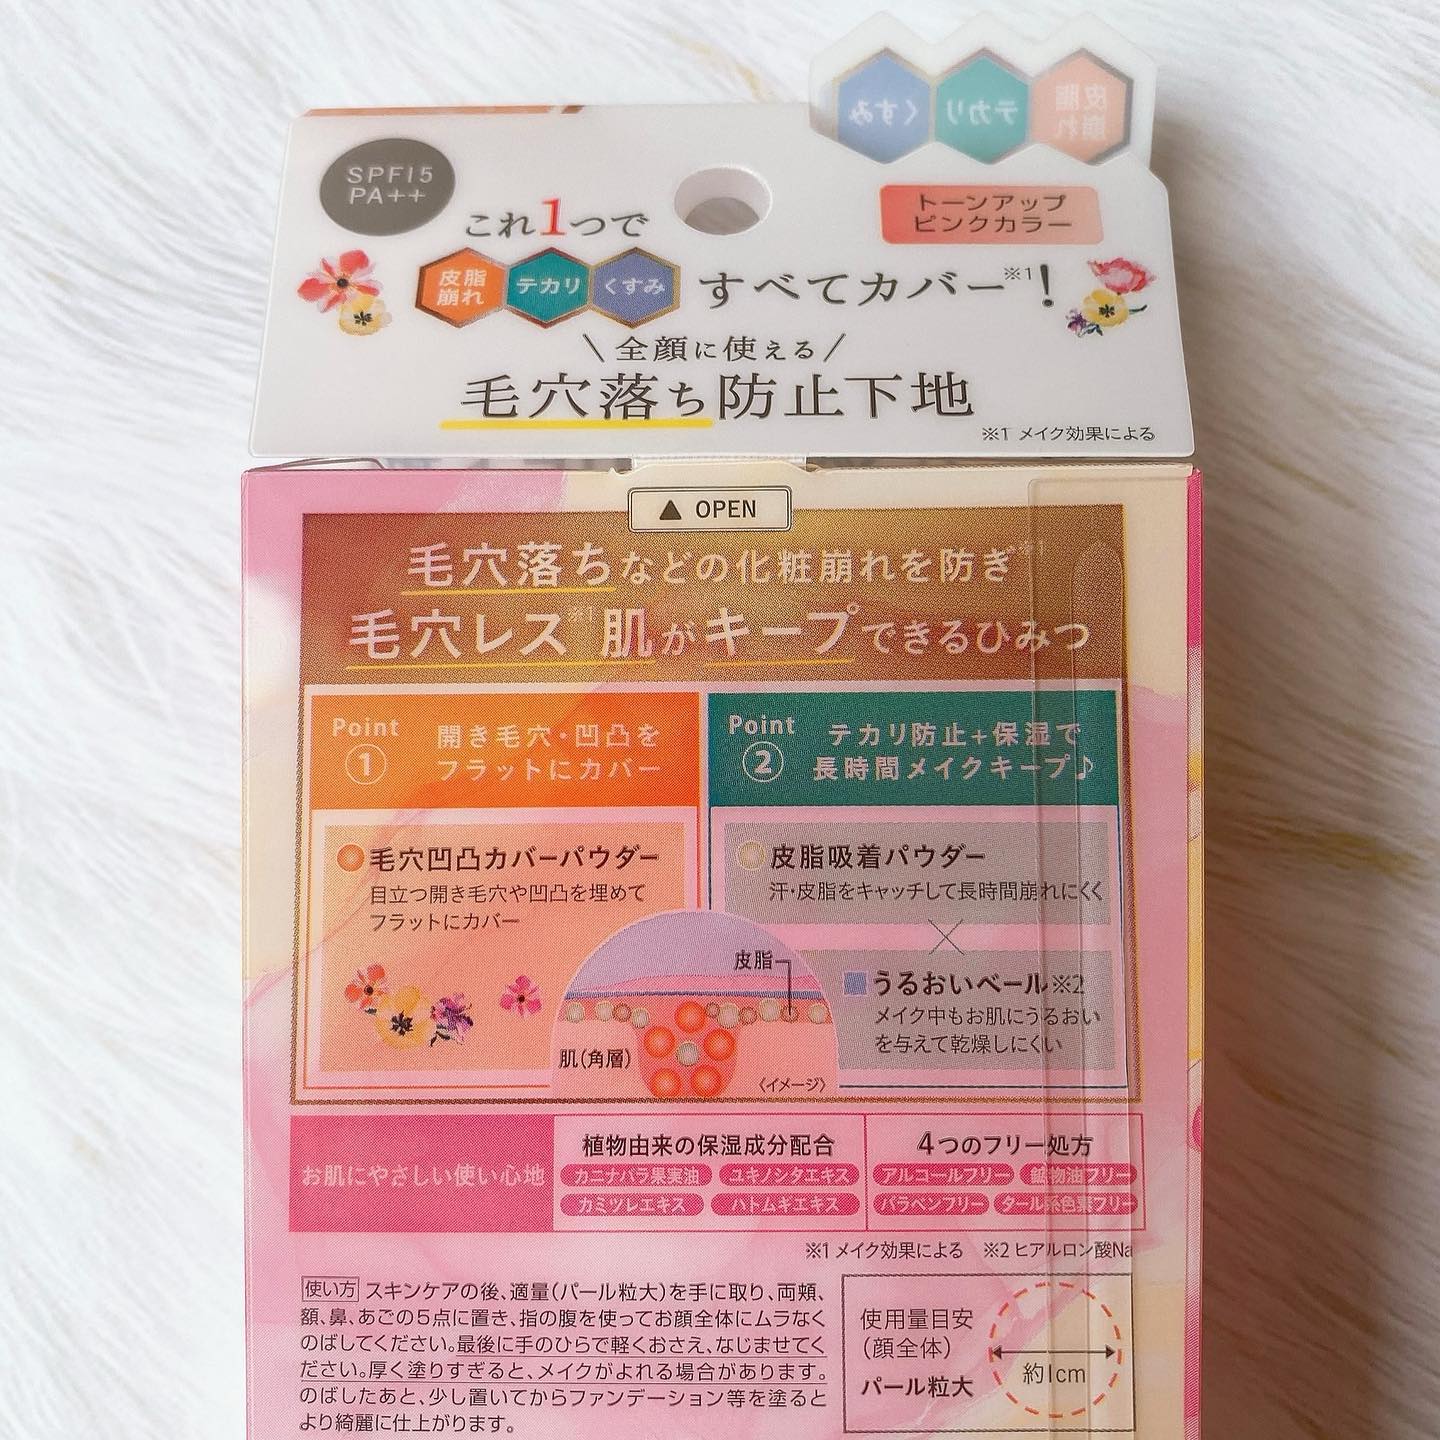 くすみ
テカリ
皮脂
崩れ
SPF15
PA++
トーンアップ
ピンクカラー
これ1つで
皮脂
崩れ
テカリ
くすみ
すべてカバー※1！
\ 全顔に使える /
毛穴落ち防止下地
※1 メイク効果による
▲ OPEN
毛穴落ちなどの化粧崩れを防ぎ※1
毛穴レス※1肌がキープできるひみつ
Point
①
開き毛穴・凹凸を
フラットにカバー
毛穴凹凸カバーパウダー
目立つ開き毛穴や凹凸を埋めて
フラットにカバー
Point
②
テカリ防止+保湿で
長時間メイクキープ♪
皮脂吸着パウダー
汗・皮脂をキャッチして長時間崩れにくく
うるおいベール※2
メイク中もお肌にうるおい
を与えて乾燥しにくい
皮脂
肌(角層)
〈イメージ〉
お肌にやさしい使い心地
植物由来の保湿成分配合
カニナバラ果実油 ユキノシタエキス
カミツレエキス ハトムギエキス
4つのフリー処方
アルコールフリー 鉱物油フリー
パラベンフリー タール系色素フリー
※1 メイク効果による ※2 ヒアルロン酸Na
使い方 スキンケアの後、適量(パール粒大)を手に取り、両頬、
額、鼻、あごの5点に置き、指の腹を使ってお顔全体にムラなく
のばしてください。最後に手のひらで軽くおさえ、なじませてく
ださい。厚く塗りすぎると、メイクがよれる場合があります。
のばしたあと、少し置いてからファンデーション等を塗ると
より綺麗に仕上がります。
使用量目安
(顔全体)
パール粒大
約1cm